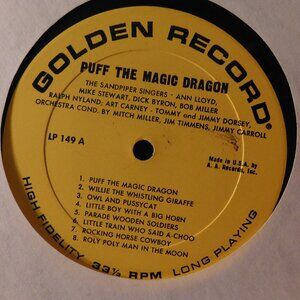 GOLDEN RECORD®
PUFF THE MAGIC DRAGON
THE SANDPIPER SINGERS - ANN LLOYD,
MIKE STEWART, DICK BYRON, BOB MILLER
RALPH NYLAND, ART CARNEY - TOMMY and JIMMY DORSEY,
ORCHESTRA COND. BY MITCH MILLER, JIM TIMMENS, JIMMY CARROLL
LP 149 A
Made in U.S.A. by
A. A. Records, Inc.
1. PUFF THE MAGIC DRAGON
2. WILLIE THE WHISTLING GIRAFFE
3. OWL AND PUSSYCAT
4. LITTLE BOY WITH A BIG HORN
5. PARADE WOODEN SOLDIERS
6. LITTLE TRAIN WHO SAID A-CHOO
7. ROCKING HORSE COWBOY
8. ROLY POLY MAN IN THE MOON
HIGH FIDELITY 33⅓ RPM LONG PLAYING